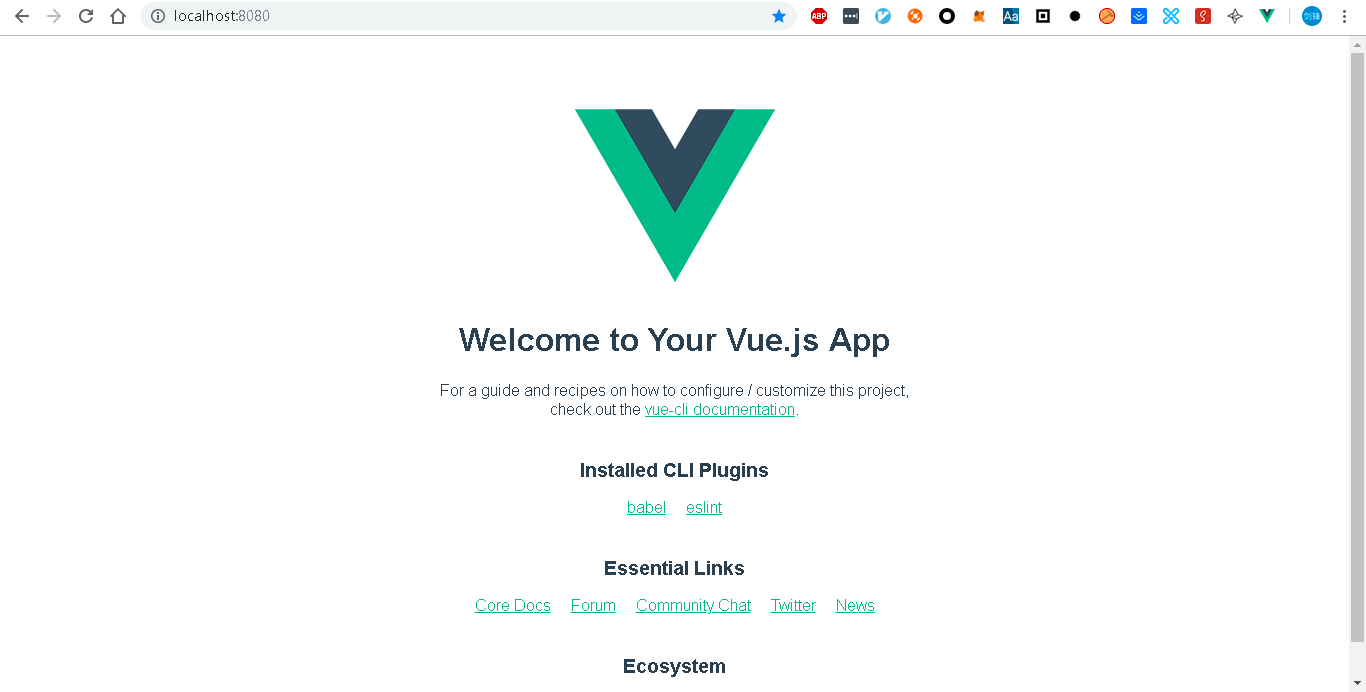 localhost:8080
ABP
Aa
剑锋
Welcome to Your Vue.js App
For a guide and recipes on how to configure / customize this project,
check out the vue-cli documentation.
Installed CLI Plugins
babel eslint
Essential Links
Core Docs Forum Community Chat Twitter News
Ecosystem